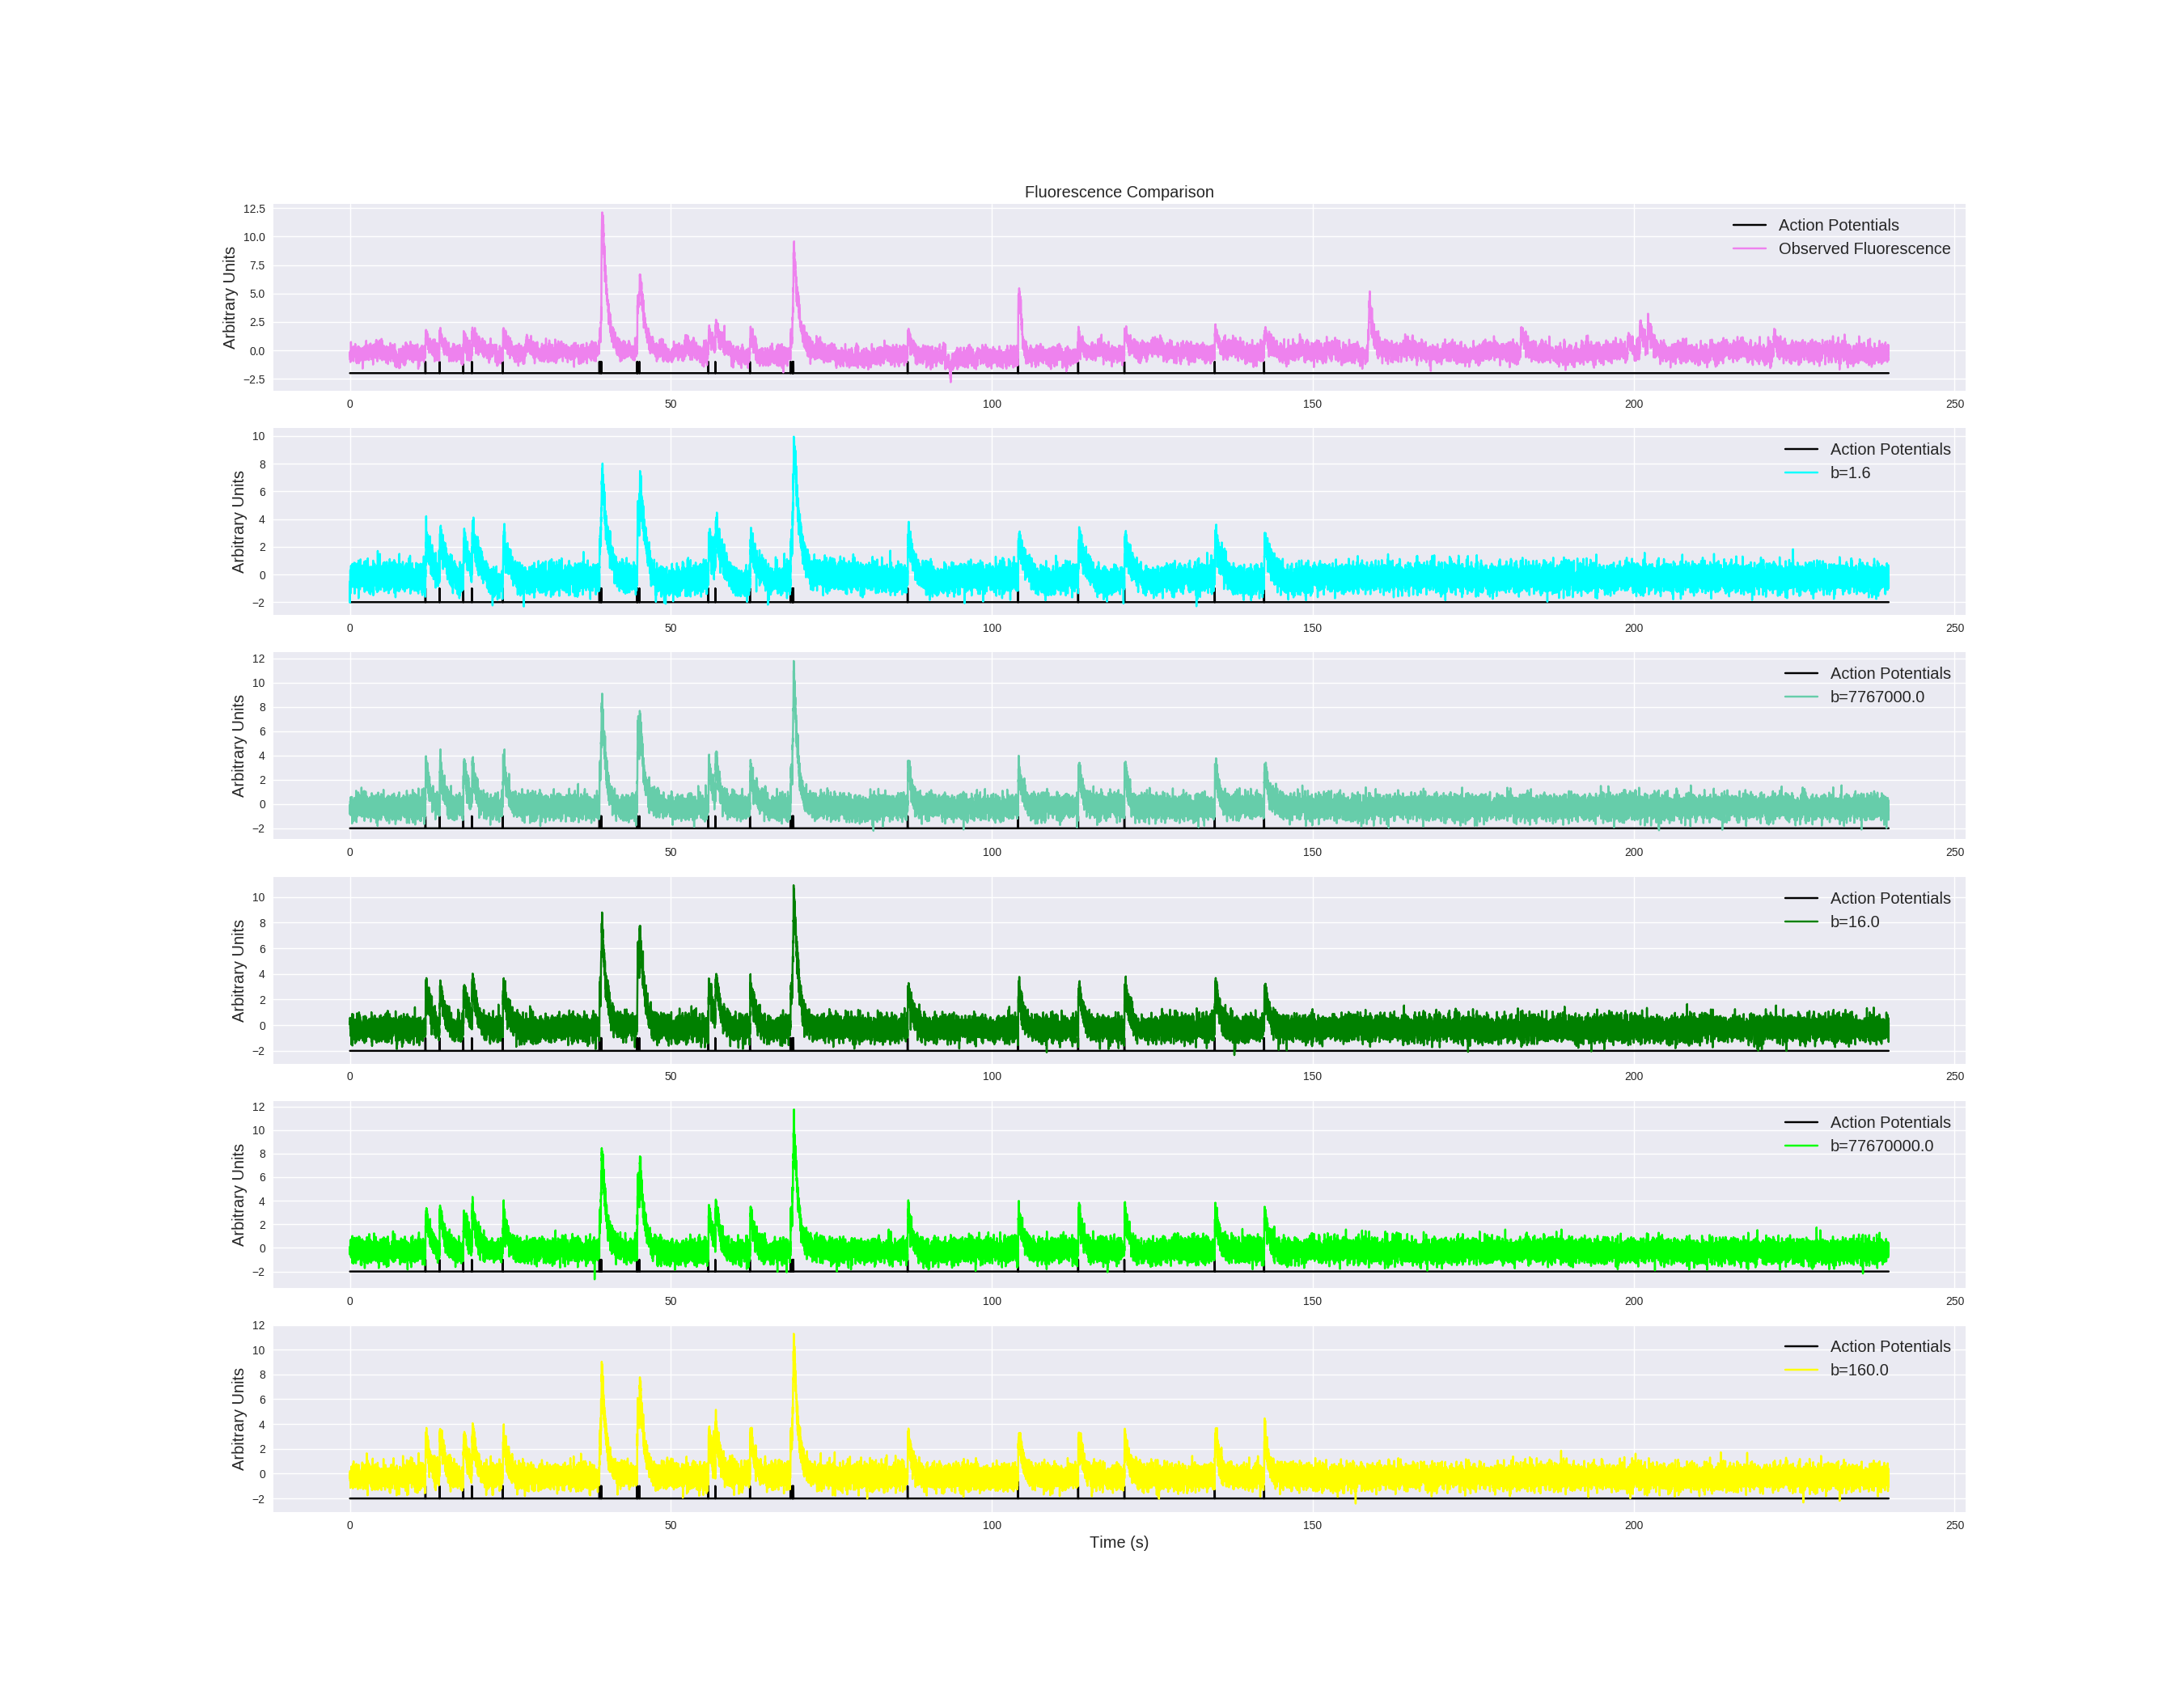 Fluorescence Comparison
12.5
10.0
7.5
5.0
2.5
0.0
−2.5
Arbitrary Units
Action Potentials
Observed Fluorescence
0 50 100 150 200 250
10
8
6
4
2
0
−2
Arbitrary Units
Action Potentials
b=1.6
0 50 100 150 200 250
12
10
8
6
4
2
0
−2
Arbitrary Units
Action Potentials
b=7767000.0
0 50 100 150 200 250
10
8
6
4
2
0
−2
Arbitrary Units
Action Potentials
b=16.0
0 50 100 150 200 250
12
10
8
6
4
2
0
−2
Arbitrary Units
Action Potentials
b=77670000.0
0 50 100 150 200 250
12
10
8
6
4
2
0
−2
Arbitrary Units
Action Potentials
b=160.0
0 50 100 150 200 250
Time (s)